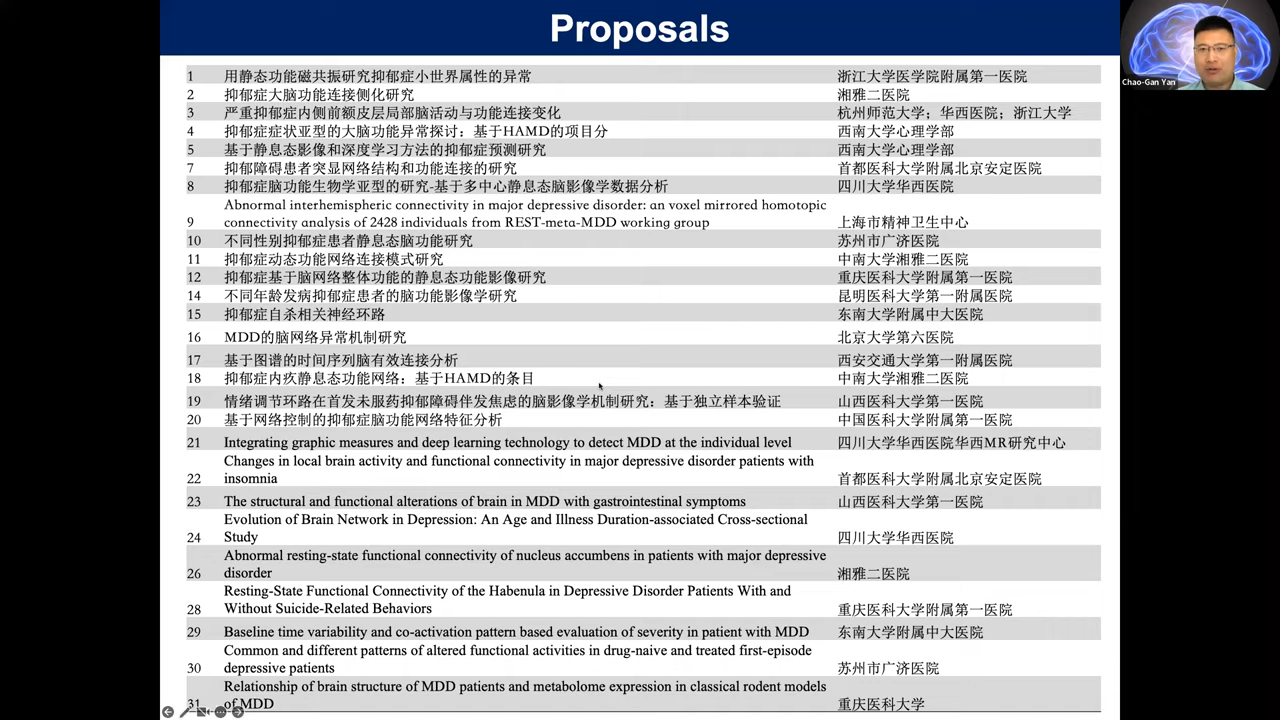 Proposals
Chao-Gan Yan
1 用静态功能磁共振研究抑郁症小世界属性的异常 浙江大学医学院附属第一医院
2 抑郁症大脑功能连接侧化研究 湘雅二医院
3 严重抑郁症内侧前额皮层局部脑活动与功能连接变化 杭州师范大学；华西医院；浙江大学
4 抑郁症症状亚型的大脑功能异常探讨：基于HAMD的项目分 西南大学心理学部
5 基于静息态影像和深度学习方法的抑郁症预测研究 西南大学心理学部
7 抑郁障碍患者突显网络结构和功能连接的研究 首都医科大学附属北京安定医院
8 抑郁症脑功能生物学亚型的研究-基于多中心静息态脑影像学数据分析 四川大学华西医院
Abnormal interhemispheric connectivity in major depressive disorder: an voxel mirrored homotopic
9 connectivity analysis of 2428 individuals from REST-meta-MDD working group 上海市精神卫生中心
10 不同性别抑郁症患者静息态脑功能研究 苏州市广济医院
11 抑郁症动态功能网络连接模式研究 中南大学湘雅二医院
12 抑郁症基于脑网络整体功能的静息态功能影像研究 重庆医科大学附属第一医院
14 不同年龄发病抑郁症患者的脑功能影像学研究 昆明医科大学第一附属医院
15 抑郁症自杀相关神经环路 东南大学附属中大医院
16 MDD的脑网络异常机制研究 北京大学第六医院
17 基于图谱的时间序列脑有效连接分析 西安交通大学第一附属医院
18 抑郁症内疚静息态功能网络：基于HAMD的条目 中南大学湘雅二医院
19 情绪调节环路在首发未服药抑郁障碍伴发焦虑的脑影像学机制研究：基于独立样本验证 山西医科大学第一医院
20 基于网络控制的抑郁症脑功能网络特征分析 中国医科大学附属第一医院
21 Integrating graphic measures and deep learning technology to detect MDD at the individual level 四川大学华西医院华西MR研究中心
Changes in local brain activity and functional connectivity in major depressive disorder patients with
22 insomnia 首都医科大学附属北京安定医院
23 The structural and functional alterations of brain in MDD with gastrointestinal symptoms 山西医科大学第一医院
Evolution of Brain Network in Depression: An Age and Illness Duration-associated Cross-sectional
24 Study 四川大学华西医院
Abnormal resting-state functional connectivity of nucleus accumbens in patients with major depressive
26 disorder 湘雅二医院
Resting-State Functional Connectivity of the Habenula in Depressive Disorder Patients With and
28 Without Suicide-Related Behaviors 重庆医科大学附属第一医院
29 Baseline time variability and co-activation pattern based evaluation of severity in patient with MDD 东南大学附属中大医院
Common and different patterns of altered functional activities in drug-naive and treated first-episode
30 depressive patients 苏州市广济医院
Relationship of brain structure of MDD patients and metabolome expression in classical rodent models
31 of MDD 重庆医科大学